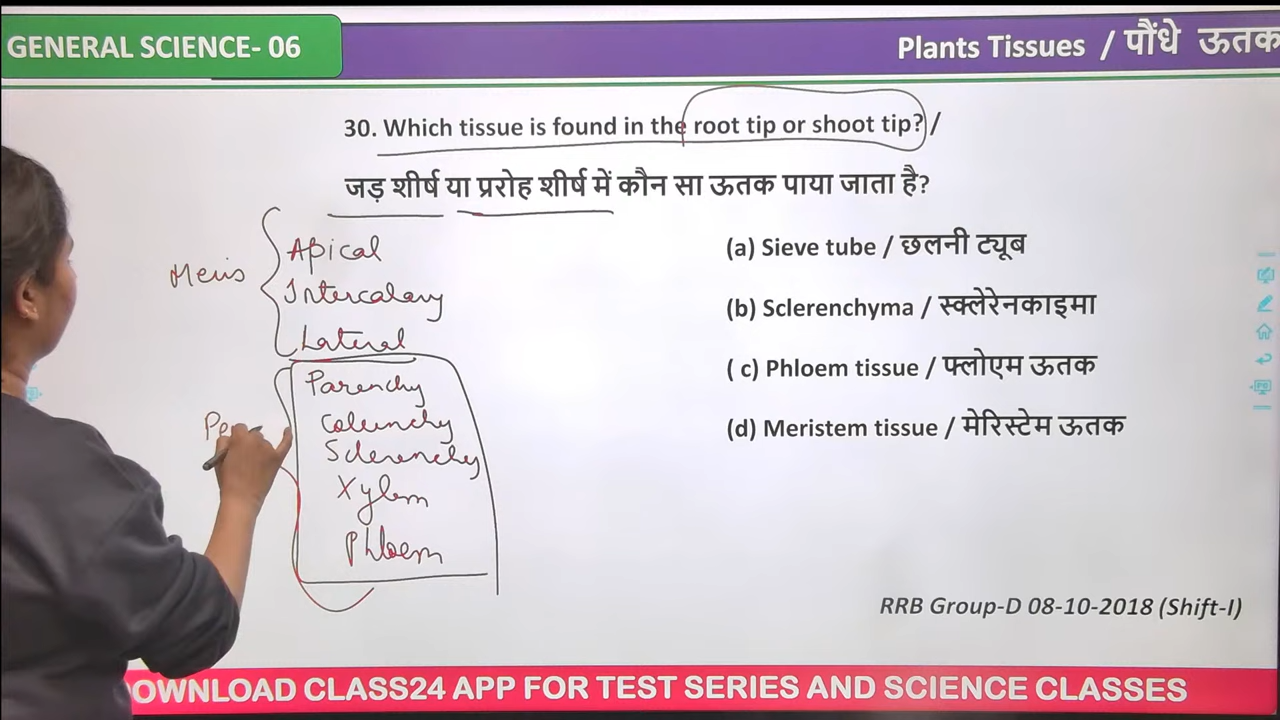 GENERAL SCIENCE- 06
Plants Tissues / पौंधे ऊतक
30. Which tissue is found in the root tip or shoot tip? /
जड़ शीर्ष या प्ररोह शीर्ष में कौन सा ऊतक पाया जाता है?
Meris
Apical
Intercalary
Lateral
Parenchy
Colenchy
Sclerenchy
Xylem
Phloem
Pe
(a) Sieve tube / छलनी ट्यूब
(b) Sclerenchyma / स्क्लेरेनकाइमा
( c) Phloem tissue / फ्लोएम ऊतक
(d) Meristem tissue / मेरिस्टेम ऊतक
RRB Group-D 08-10-2018 (Shift-I)
OWNLOAD CLASS24 APP FOR TEST SERIES AND SCIENCE CLASSES